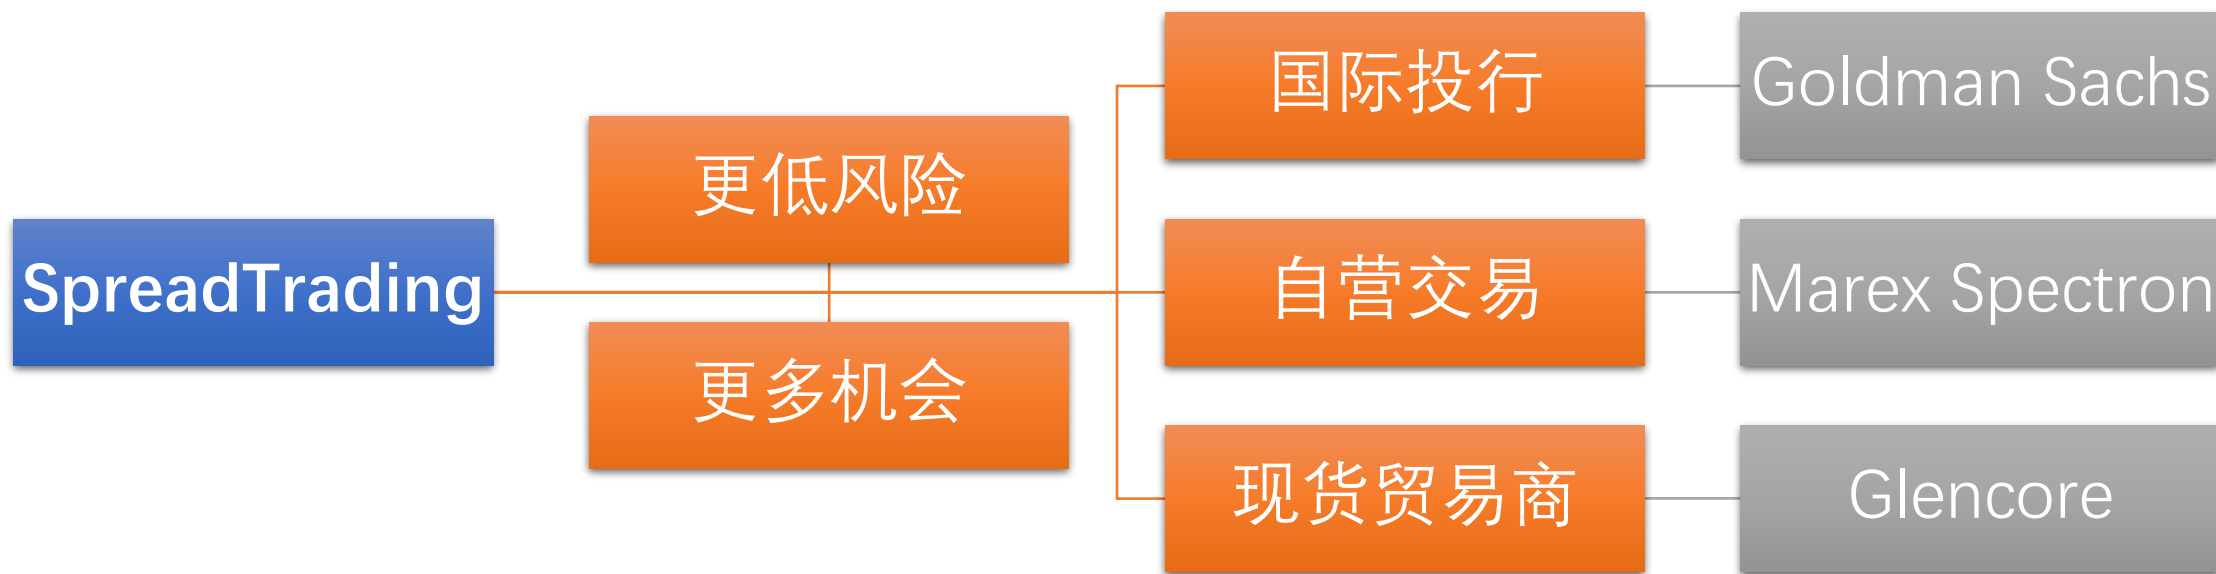 SpreadTrading
更低风险
更多机会
国际投行
Goldman Sachs
自营交易
Marex Spectron
现货贸易商
Glencore